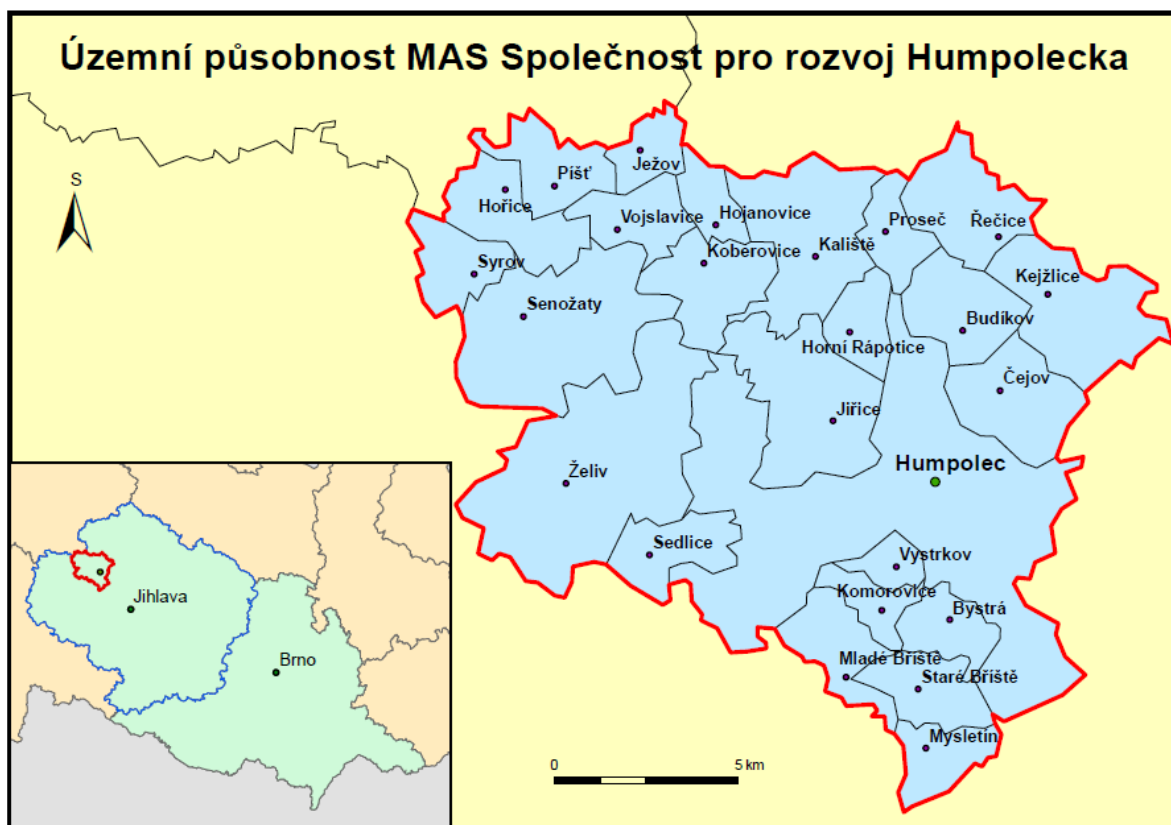 Územní působnost MAS Společnost pro rozvoj Humpolecka
S
Ježov
Píšť
Hořice
Vojslavice
Hojanovice
Proseč
Řečice
Koberovice
Kaliště
Syrov
Kejžlice
Senožaty
Budíkov
Horní Rápotice
Čejov
Jiřice
Humpolec
Želiv
Sedlice
Vystrkov
Komorovice
Bystrá
Mladé Bříště
Staré Bříště
Mysletín
Jihlava
Brno
0 5 km